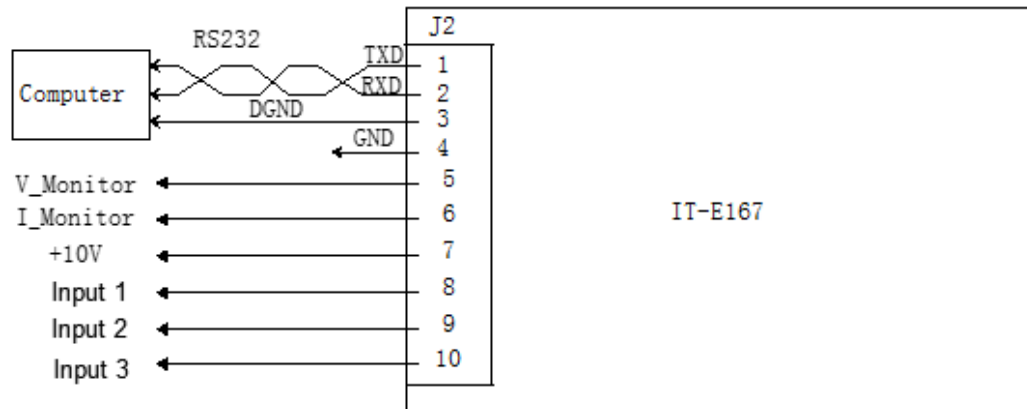 J2
RS232
TXD
1
Computer
RXD
2
DGND
3
GND
4
V_Monitor
5
I_Monitor
6
IT-E167
+10V
7
Input 1
8
Input 2
9
Input 3
10